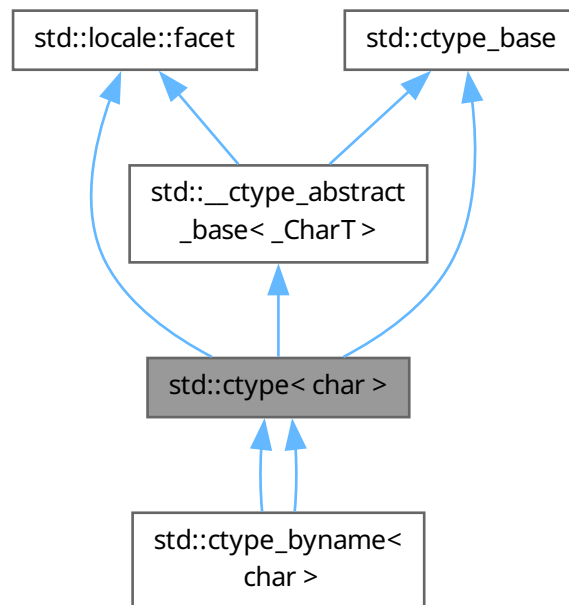 std::locale::facet
std::ctype_base
std::__ctype_abstract
_base< _CharT >
std::ctype< char >
std::ctype_byname<
char >